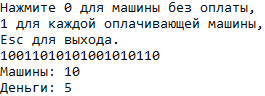 Нажмите 0 для машины без оплаты,
1 для каждой оплачивающей машины,
Esc для выхода.
10011010101001010110
Машины: 10
Деньги: 5